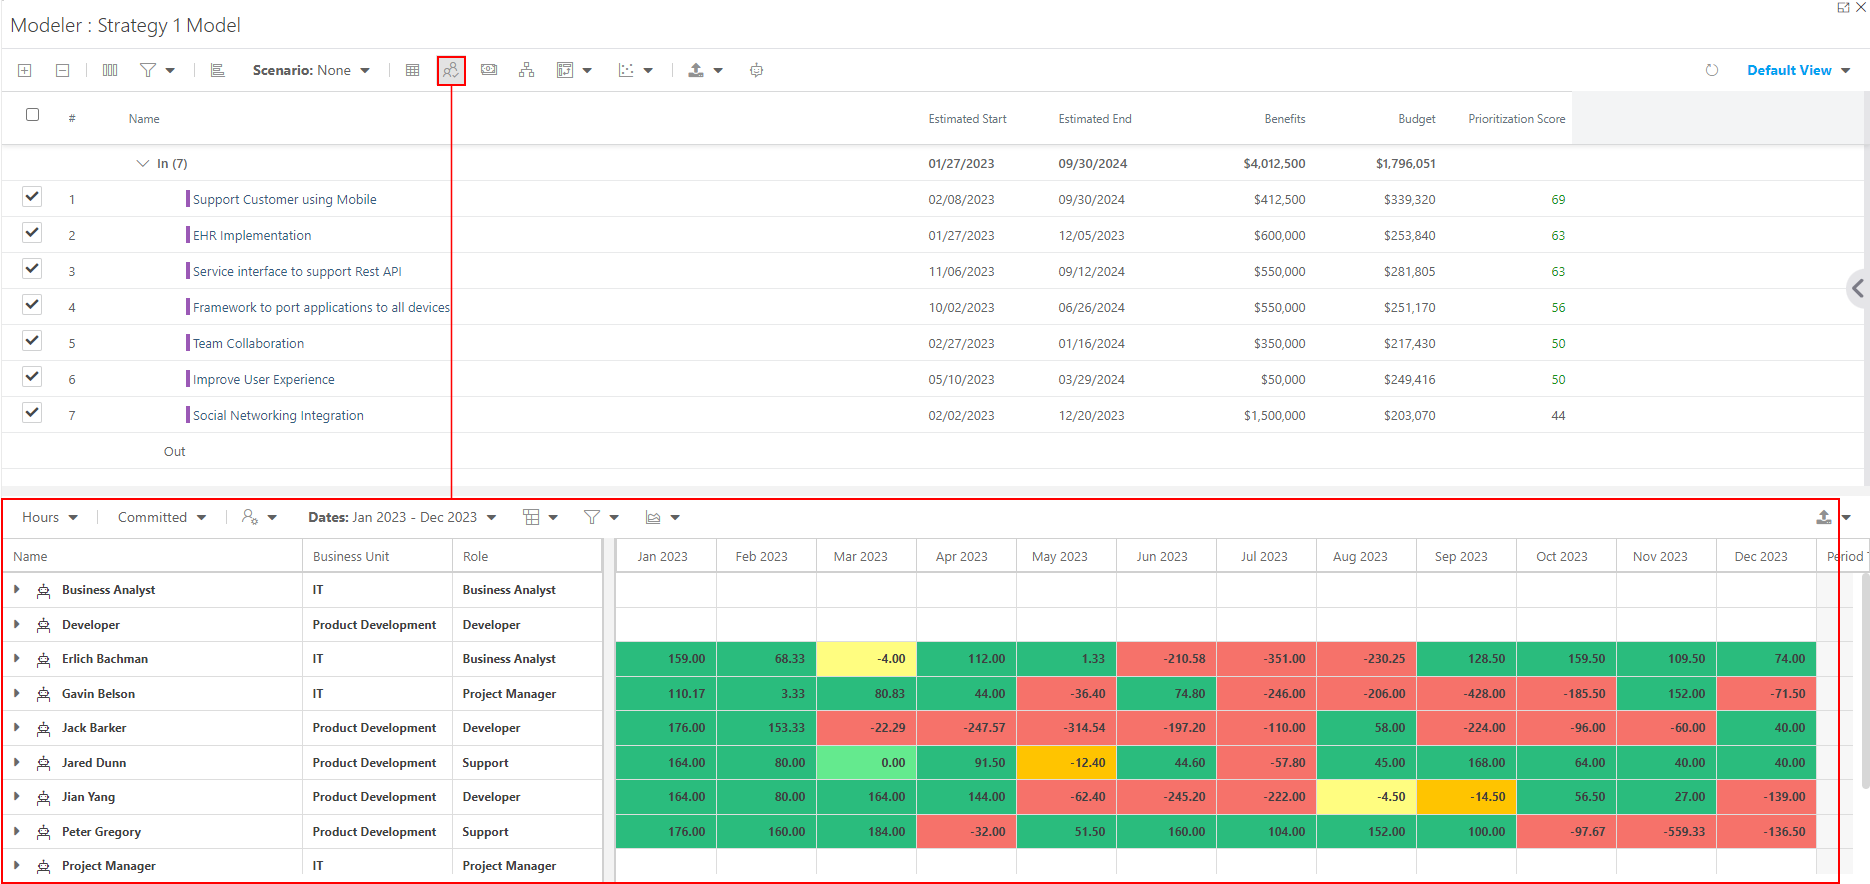 Modeler : Strategy 1 Model
Scenario: None
Default View
# Name Estimated Start Estimated End Benefits Budget Prioritization Score
In (7) 01/27/2023 09/30/2024 $4,012,500 $1,796,051
1 Support Customer using Mobile 02/08/2023 09/30/2024 $412,500 $339,320 69
2 EHR Implementation 01/27/2023 12/05/2023 $600,000 $253,840 63
3 Service interface to support Rest API 11/06/2023 09/12/2024 $550,000 $281,805 63
4 Framework to port applications to all devices 10/02/2023 06/26/2024 $550,000 $251,170 56
5 Team Collaboration 02/27/2023 01/16/2024 $350,000 $217,430 50
6 Improve User Experience 05/10/2023 03/29/2024 $50,000 $249,416 50
7 Social Networking Integration 02/02/2023 12/20/2023 $1,500,000 $203,070 44
Out
Hours Committed Dates: Jan 2023 - Dec 2023
Name Business Unit Role Jan 2023 Feb 2023 Mar 2023 Apr 2023 May 2023 Jun 2023 Jul 2023 Aug 2023 Sep 2023 Oct 2023 Nov 2023 Dec 2023 Period
Business Analyst IT Business Analyst
Developer Product Development Developer
Erlich Bachman IT Business Analyst 159.00 68.33 -4.00 112.00 1.33 -210.58 -351.00 -230.25 128.50 159.50 109.50 74.00
Gavin Belson IT Project Manager 110.17 3.33 80.83 44.00 -36.40 74.80 -246.00 -206.00 -428.00 -185.50 152.00 -71.50
Jack Barker Product Development Developer 176.00 153.33 -22.29 -247.57 -314.54 -197.20 -110.00 58.00 -224.00 -96.00 -60.00 40.00
Jared Dunn Product Development Support 164.00 80.00 0.00 91.50 -12.40 44.60 -57.80 45.00 168.00 64.00 40.00 40.00
Jian Yang Product Development Developer 164.00 80.00 164.00 144.00 -62.40 -245.20 -222.00 -4.50 -14.50 56.50 27.00 -139.00
Peter Gregory Product Development Support 176.00 160.00 184.00 -32.00 51.50 160.00 104.00 152.00 100.00 -97.67 -559.33 -136.50
Project Manager IT Project Manager